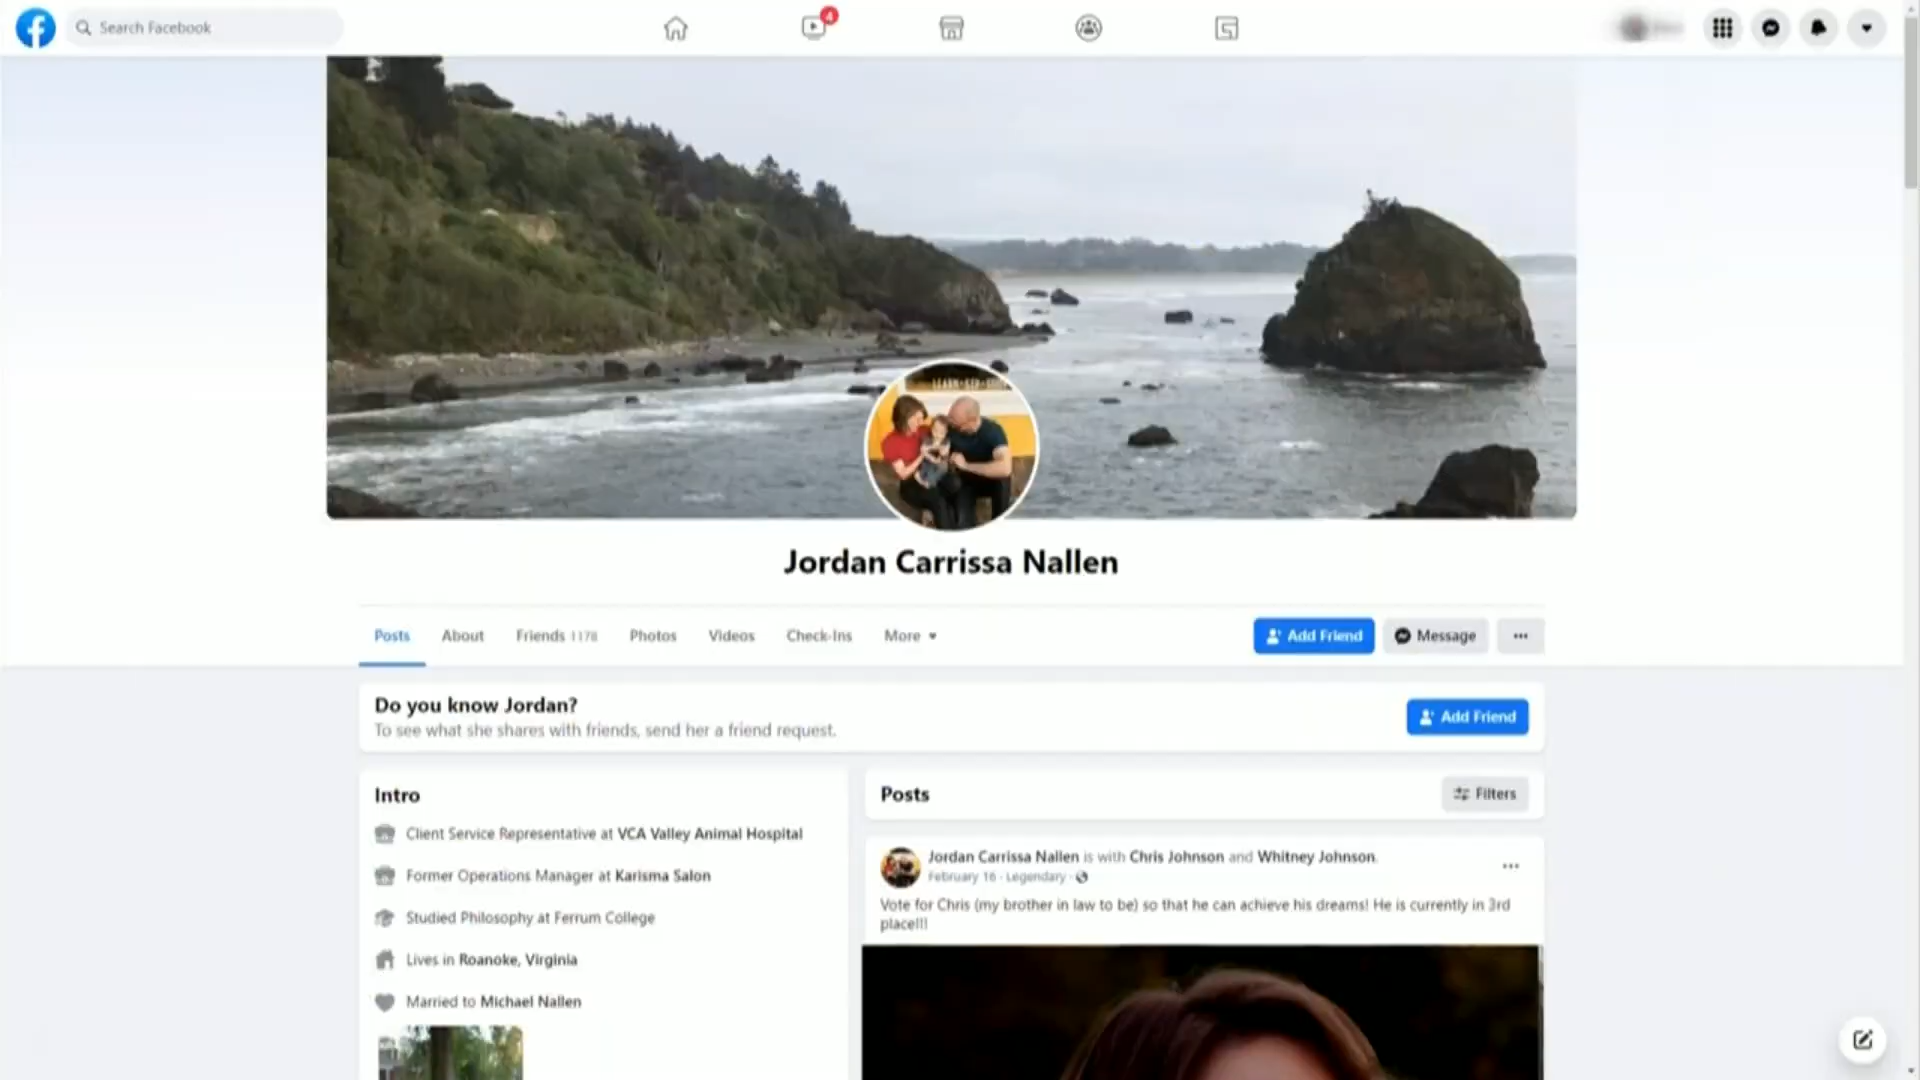 Search Facebook
4
LEARN
Jordan Carrissa Nallen
Posts About Friends 1178 Photos Videos Check-Ins More
Add Friend Message
Do you know Jordan?
To see what she shares with friends, send her a friend request.
Add Friend
Intro
Client Service Representative at VCA Valley Animal Hospital
Former Operations Manager at Karisma Salon
Studied Philosophy at Ferrum College
Lives in Roanoke, Virginia
Married to Michael Nallen
Posts
Filters
Jordan Carrissa Nallen is with Chris Johnson and Whitney Johnson.
February 16 · Legendary ·
Vote for Chris (my brother in law to be) so that he can achieve his dreams! He is currently in 3rd
place!!!